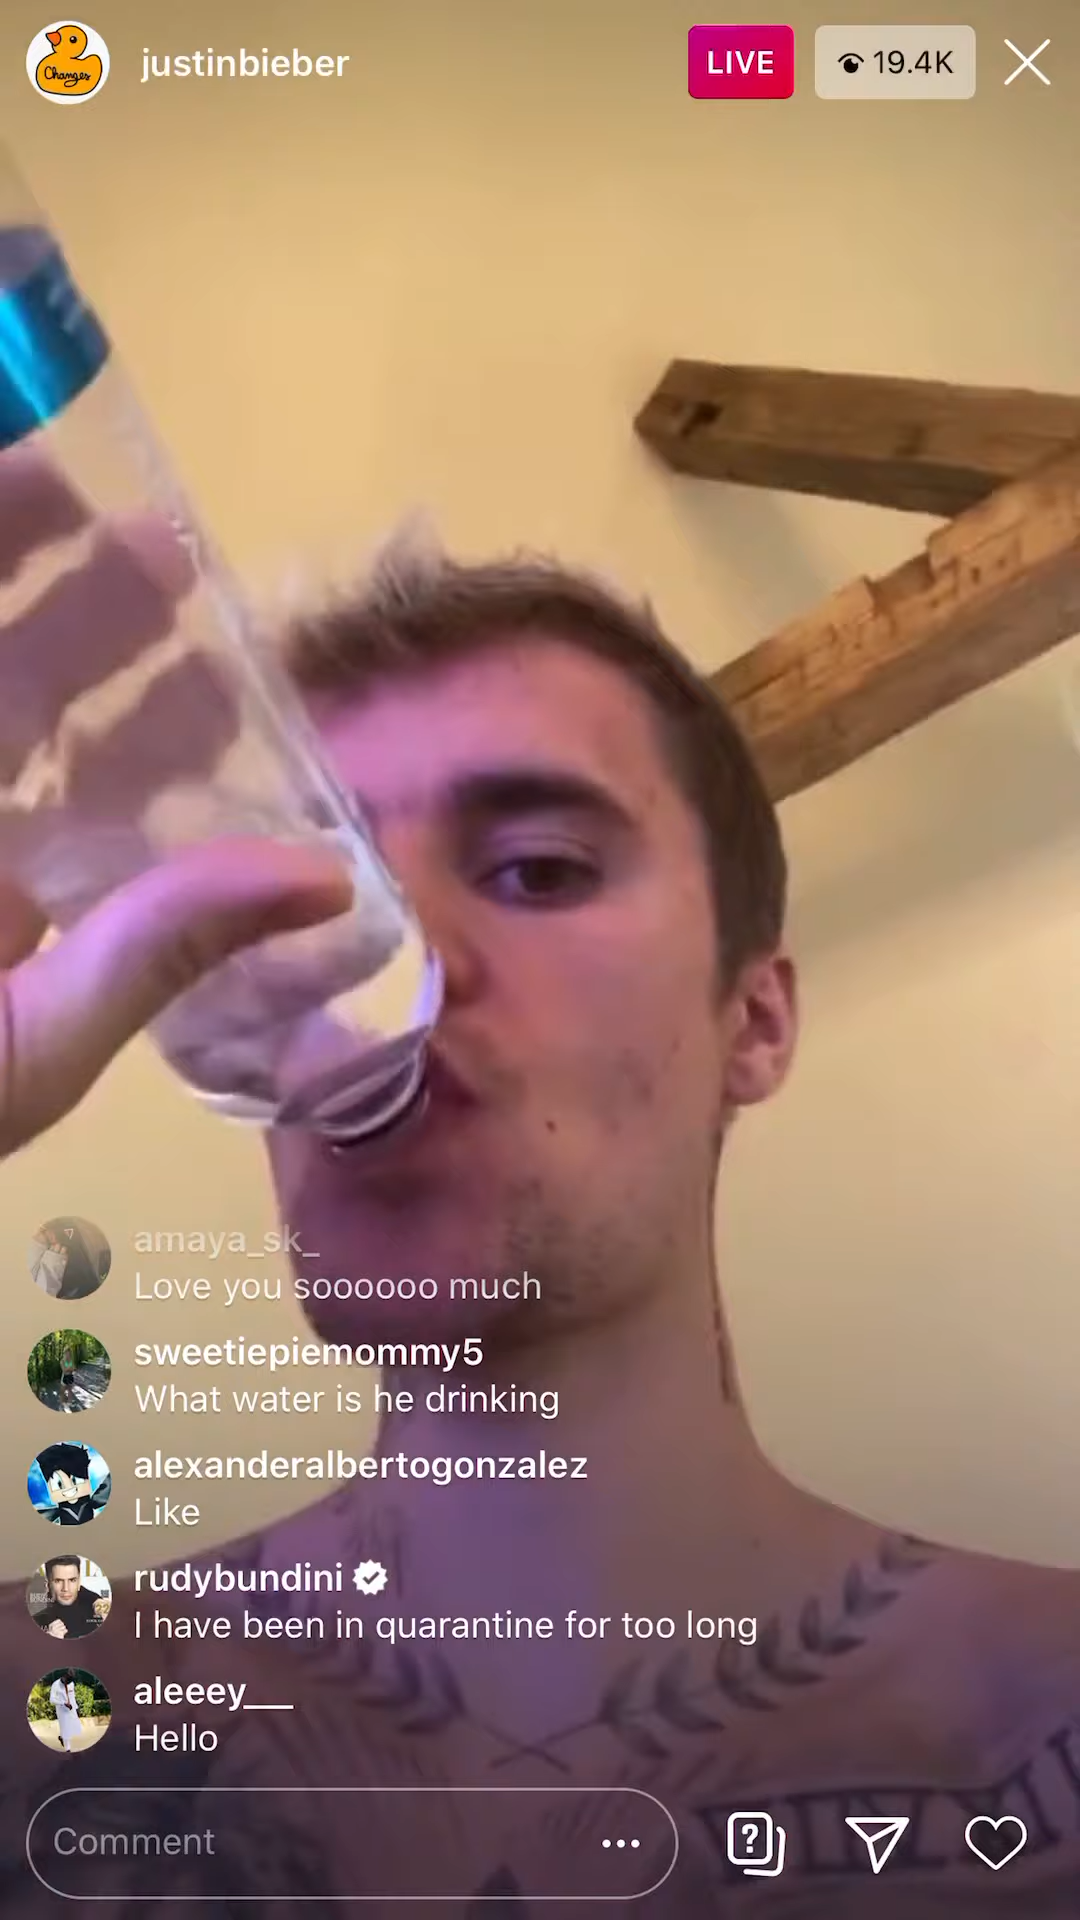 Changes
justinbieber
LIVE
19.4K
amaya_sk_
Love you soooooo much
sweetiepiemommy5
What water is he drinking
alexanderalbertogonzalez
Like
rudybundini
I have been in quarantine for too long
aleeey___
Hello
Comment